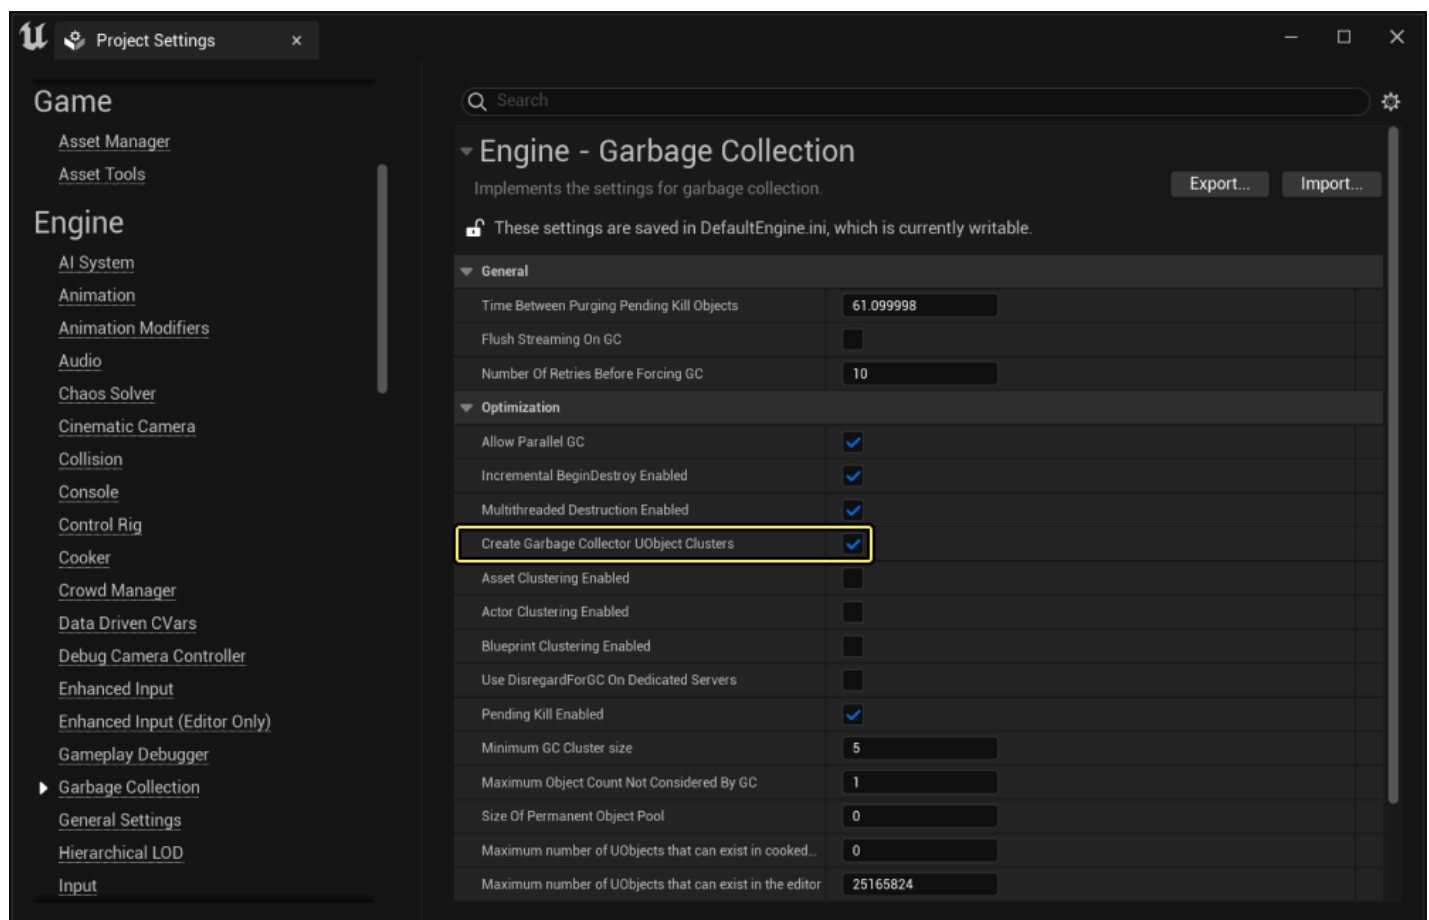 Project Settings
Game
Asset Manager
Asset Tools
Engine
AI System
Animation
Animation Modifiers
Audio
Chaos Solver
Cinematic Camera
Collision
Console
Control Rig
Cooker
Crowd Manager
Data Driven CVars
Debug Camera Controller
Enhanced Input
Enhanced Input (Editor Only)
Gameplay Debugger
Garbage Collection
General Settings
Hierarchical LOD
Input
Search
Engine - Garbage Collection
Implements the settings for garbage collection.
Export... Import...
These settings are saved in DefaultEngine.ini, which is currently writable.
General
Time Between Purging Pending Kill Objects 61.099998
Flush Streaming On GC
Number Of Retries Before Forcing GC 10
Optimization
Allow Parallel GC
Incremental BeginDestroy Enabled
Multithreaded Destruction Enabled
Create Garbage Collector UObject Clusters
Asset Clustering Enabled
Actor Clustering Enabled
Blueprint Clustering Enabled
Use DisregardForGC On Dedicated Servers
Pending Kill Enabled
Minimum GC Cluster size 5
Maximum Object Count Not Considered By GC 1
Size Of Permanent Object Pool 0
Maximum number of UObjects that can exist in cooked... 0
Maximum number of UObjects that can exist in the editor 25165824